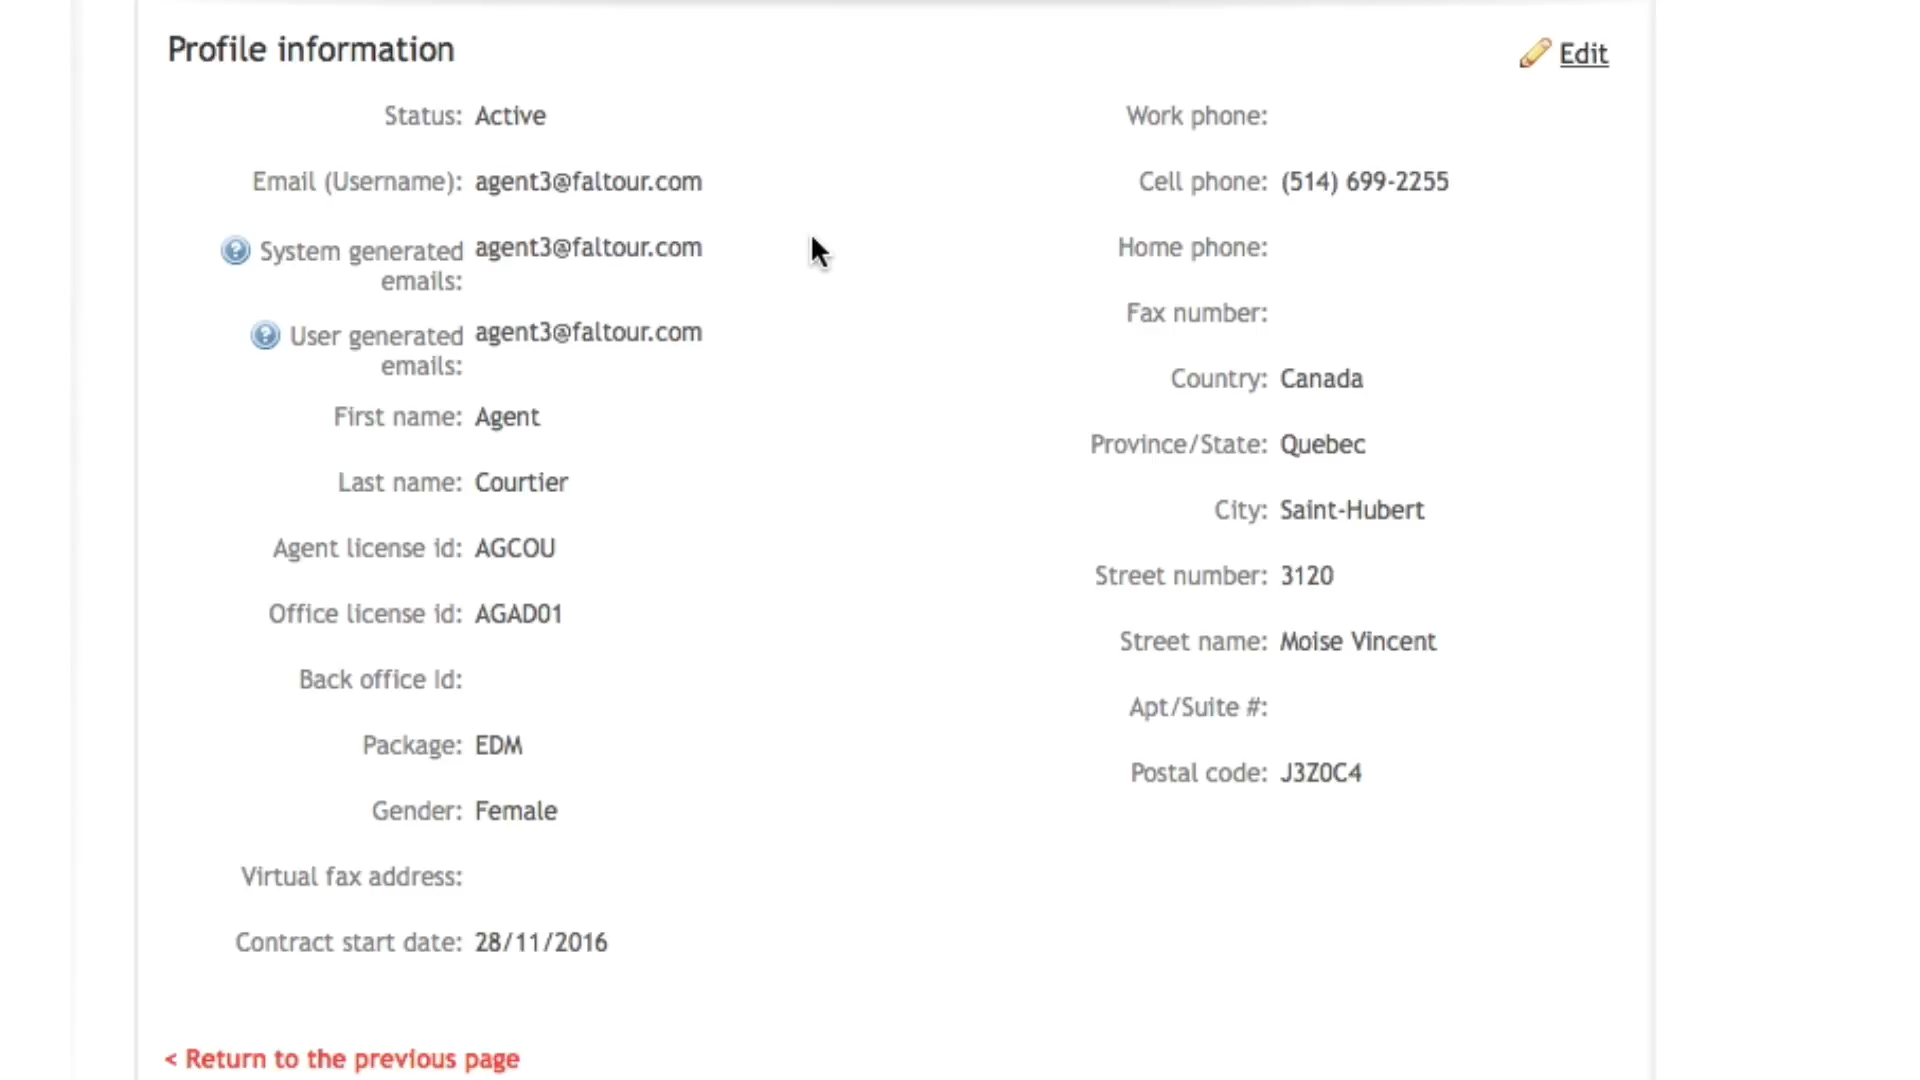 Profile information
Edit
Status: Active
Email (Username): agent3@faltour.com
System generated agent3@faltour.com
emails:
User generated agent3@faltour.com
emails:
First name: Agent
Last name: Courtier
Agent license id: AGCOU
Office license id: AGAD01
Back office Id:
Package: EDM
Gender: Female
Virtual fax address:
Contract start date: 28/11/2016
Work phone:
Cell phone: (514) 699-2255
Home phone:
Fax number:
Country: Canada
Province/State: Quebec
City: Saint-Hubert
Street number: 3120
Street name: Moise Vincent
Apt/Suite #:
Postal code: J3Z0C4
< Return to the previous page